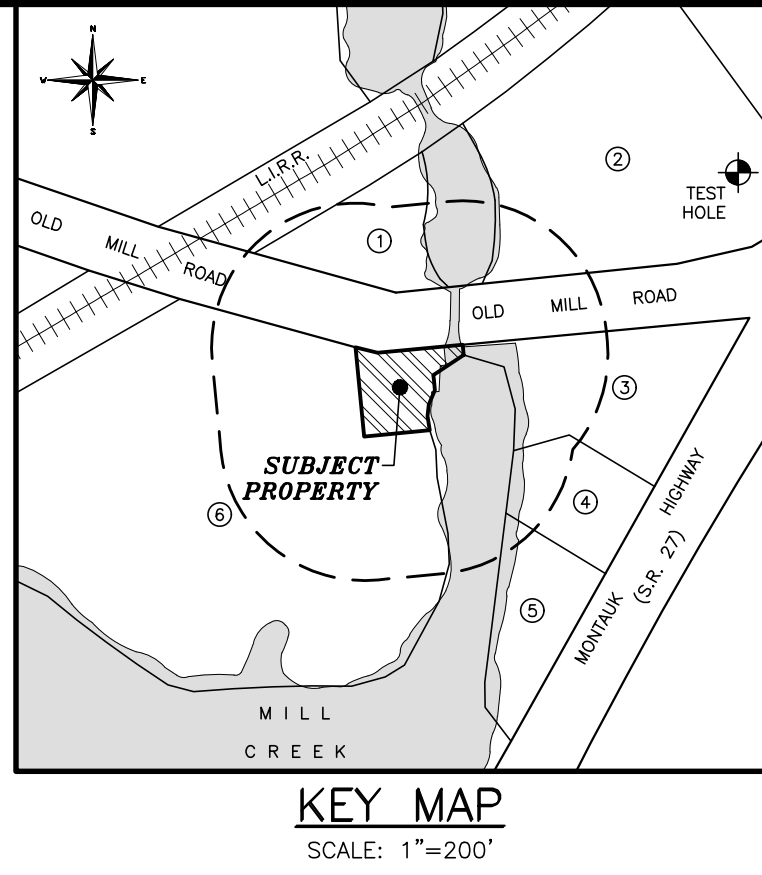 N
W E
S
L.I.R.R.
2
TEST
HOLE
OLD MILL ROAD
1
OLD MILL ROAD
3
SUBJECT
PROPERTY
6
4
HIGHWAY
(S.R. 27)
MONTAUK
5
MILL
CREEK
KEY MAP
SCALE: 1"=200'